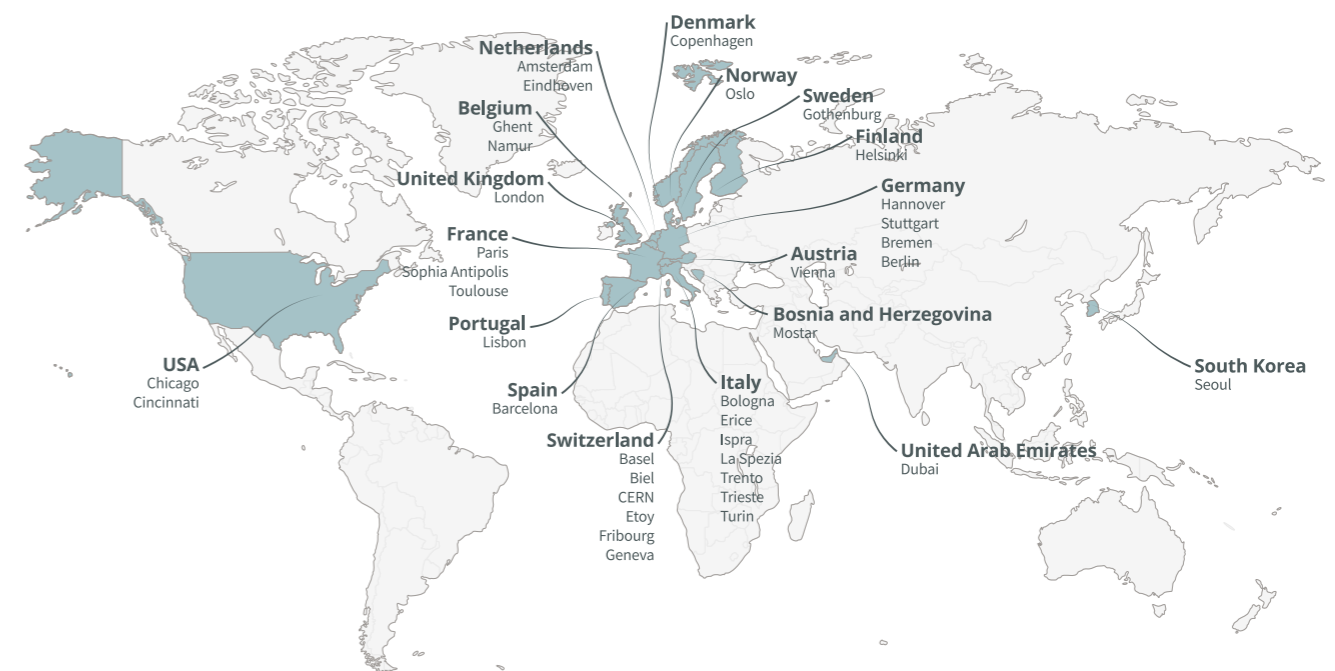 Denmark
Copenhagen
Netherlands
Amsterdam
Eindhoven
Norway
Oslo
Sweden
Gothenburg
Belgium
Ghent
Namur
Finland
Helsinki
United Kingdom
London
Germany
Hannover
Stuttgart
Bremen
Berlin
France
Paris
Sophia Antipolis
Toulouse
Austria
Vienna
Bosnia and Herzegovina
Mostar
Portugal
Lisbon
USA
Chicago
Cincinnati
South Korea
Seoul
Spain
Barcelona
Italy
Bologna
Erice
Ispra
La Spezia
Trento
Trieste
Turin
Switzerland
Basel
Biel
CERN
Etoy
Fribourg
Geneva
United Arab Emirates
Dubai